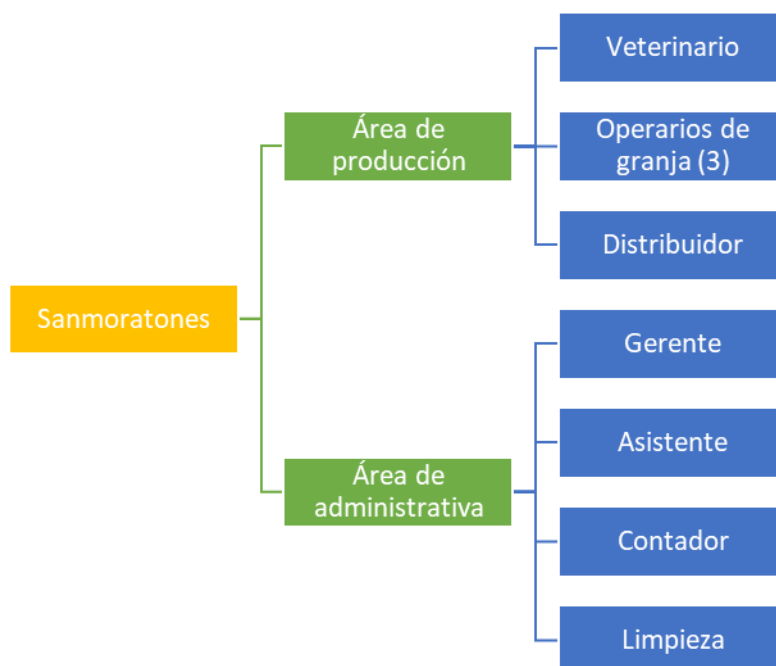 Sanmoratones
Área de
producción
Veterinario
Operarios de
granja (3)
Distribuidor
Área de
administrativa
Gerente
Asistente
Contador
Limpieza